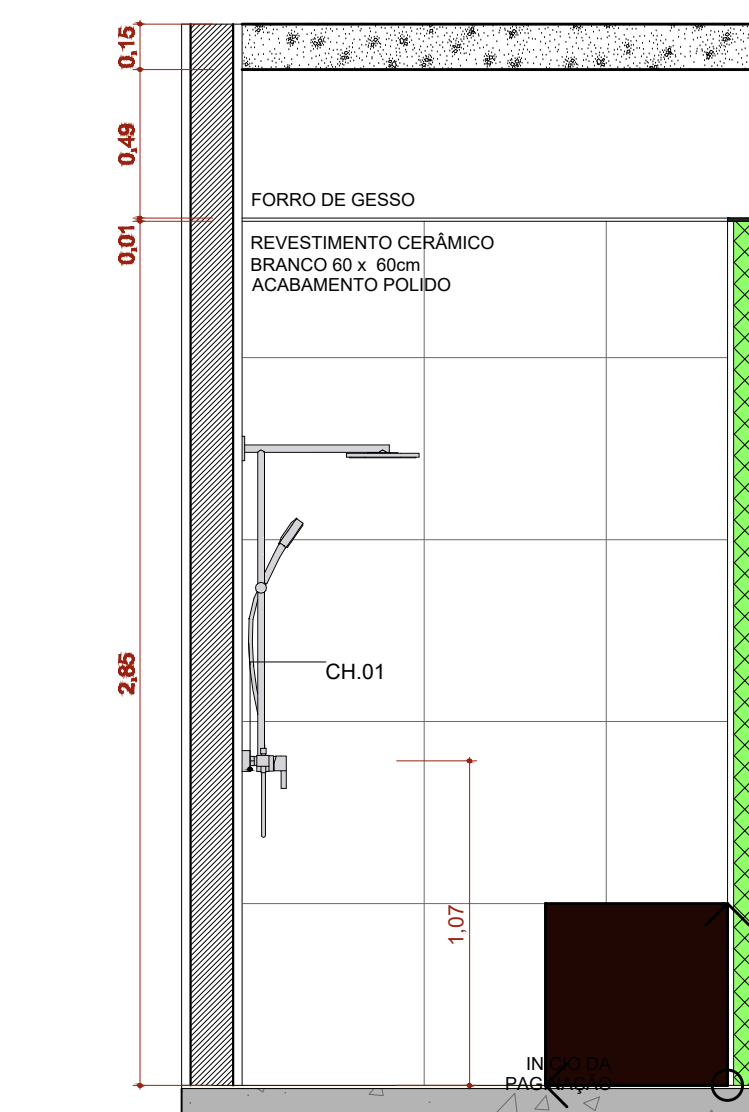 0,15
0,49
FORRO DE GESSO
0,01
REVESTIMENTO CERÂMICO
BRANCO 60 x 60cm
ACABAMENTO POLIDO
2,85
CH.01
1,07
INICIO DA
PAGINAÇÃO